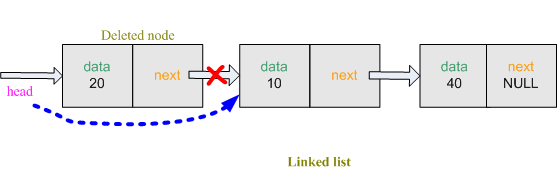 Deleted node
data
20
next
data
10
next
data
40
next
NULL
head
Linked list